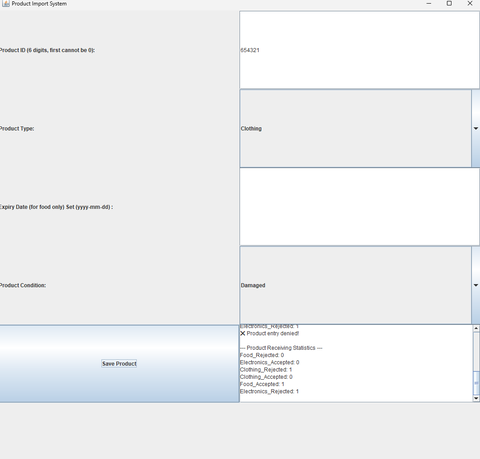 Product Import System
Product ID (6 digits, first cannot be 0):
654321
Product Type:
Clothing
Expiry Date (for food only) Set (yyyy-mm-dd) :
Product Condition:
Damaged
Save Product
Electronics_Rejected: 1
❌ Product entry denied!
--- Product Receiving Statistics ---
Food_Rejected: 0
Electronics_Accepted: 0
Clothing_Rejected: 1
Clothing_Accepted: 0
Food_Accepted: 1
Electronics_Rejected: 1